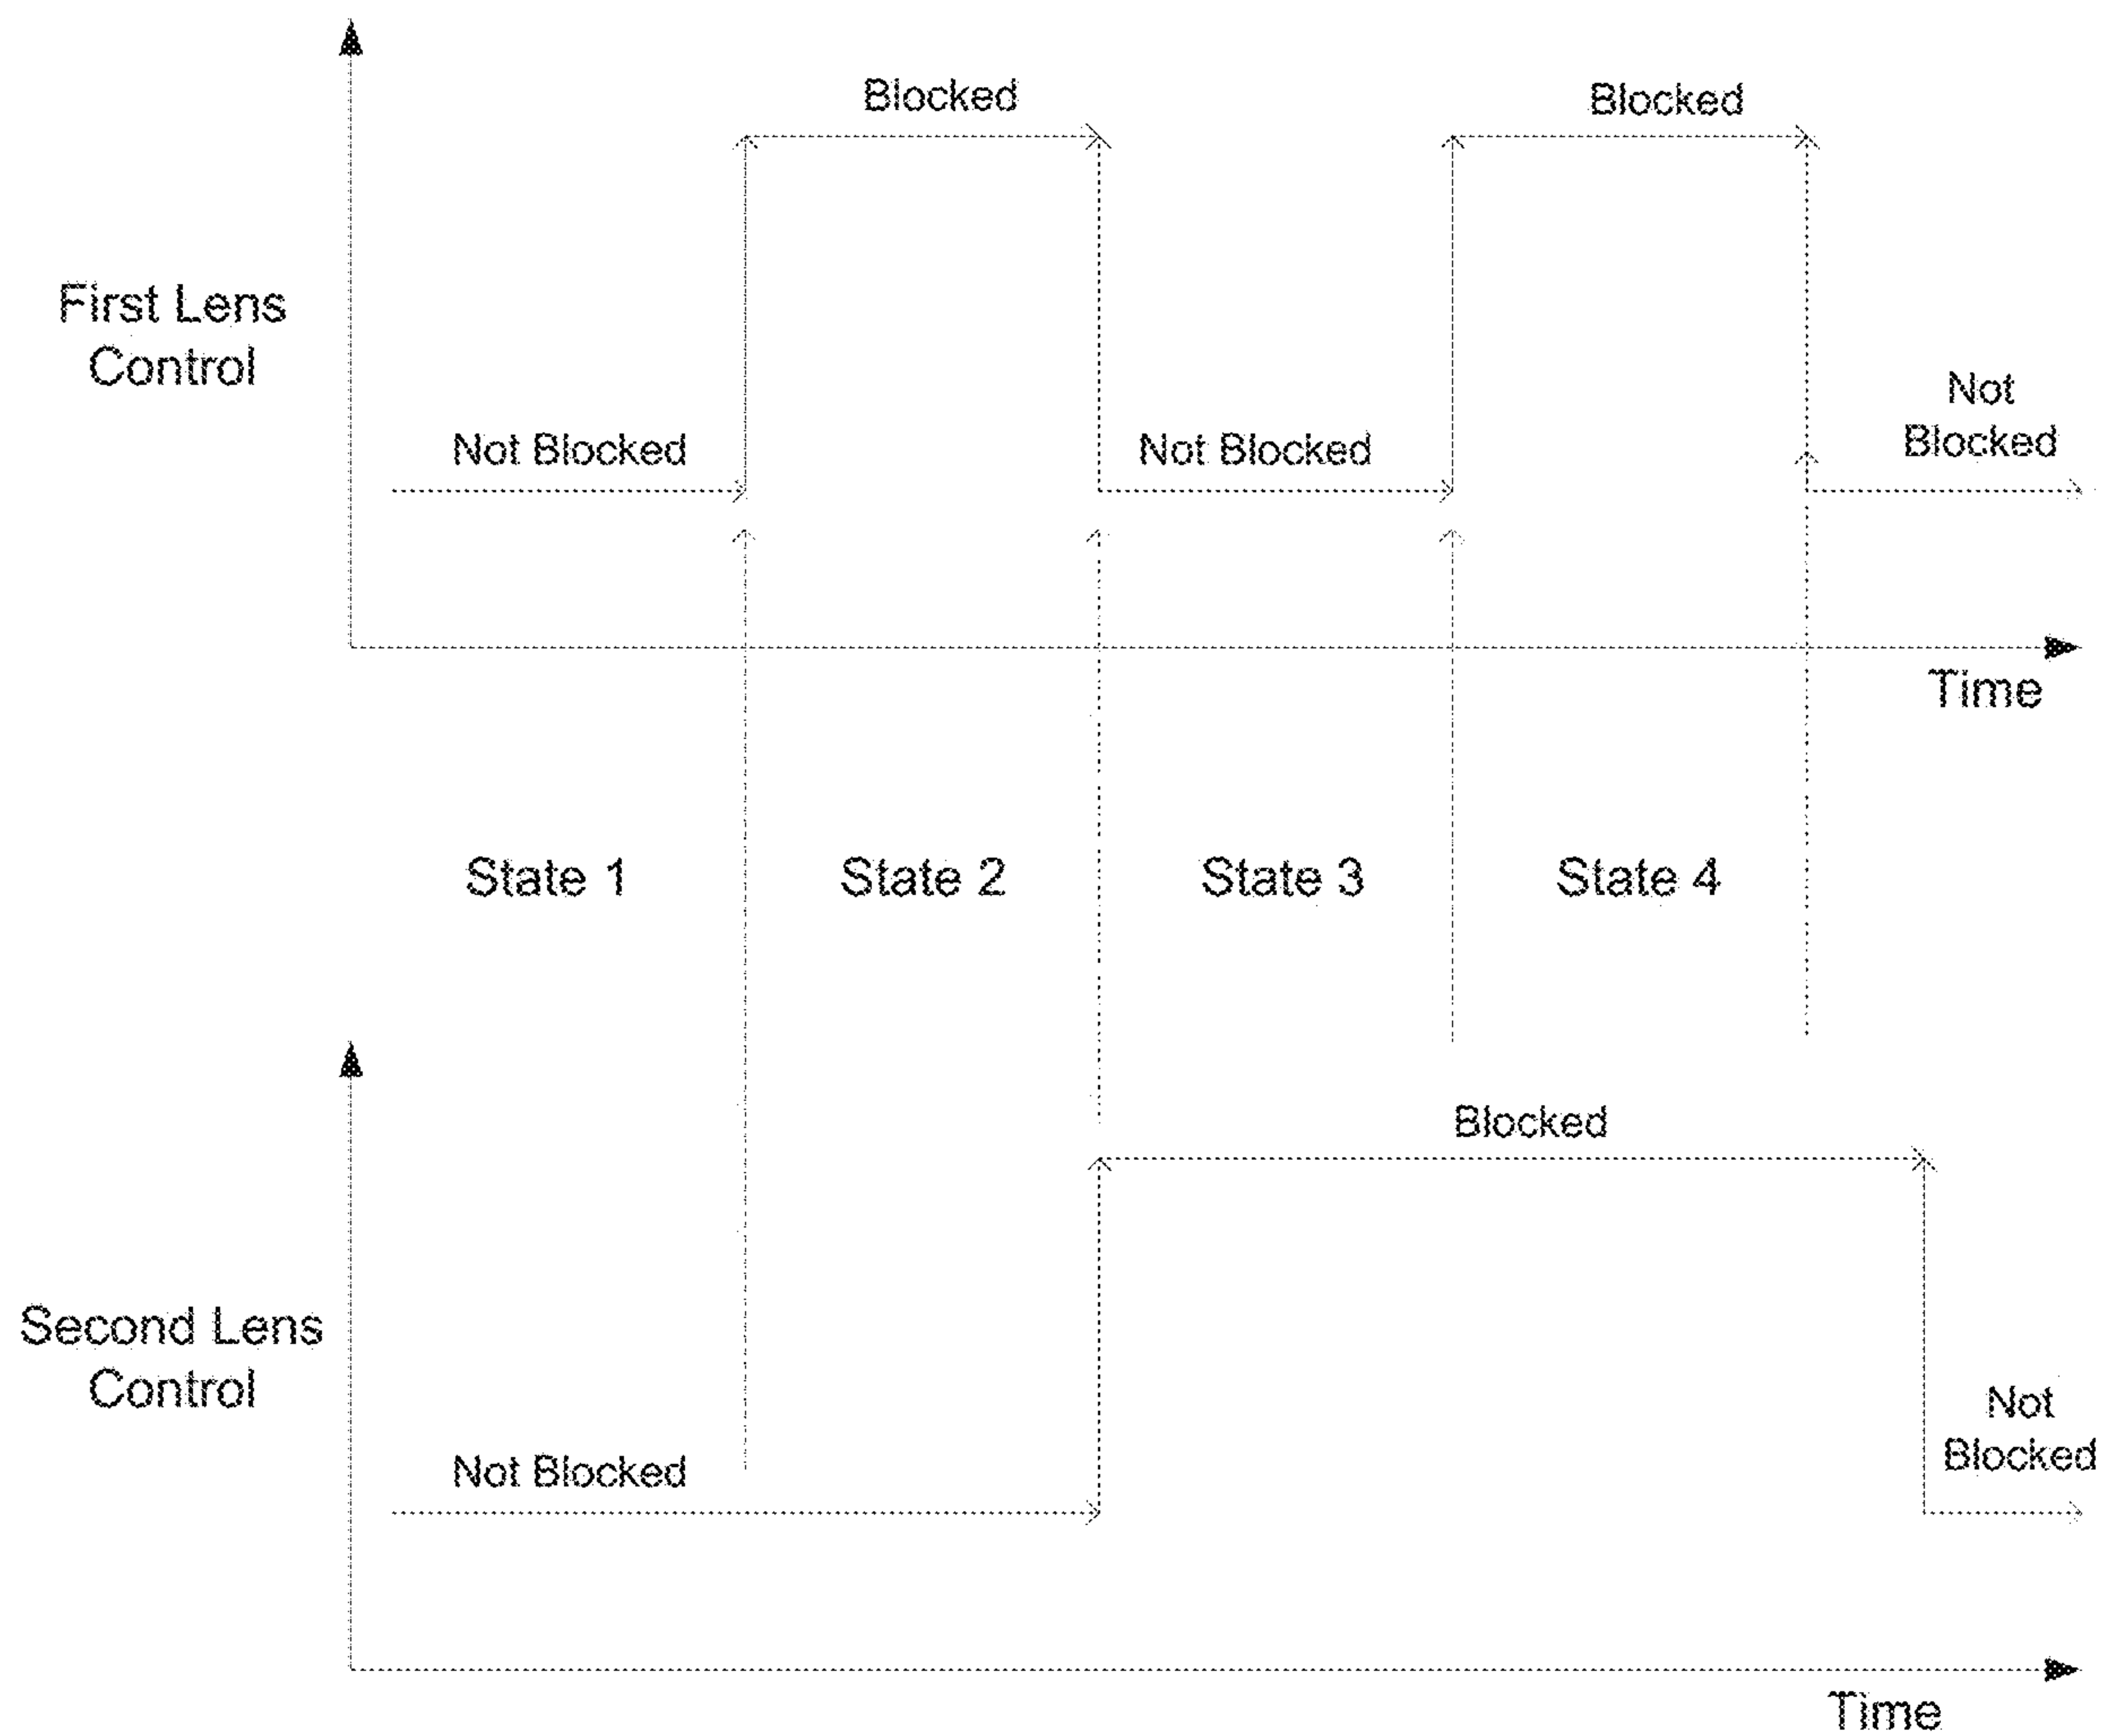 Blocked
Blocked
First Lens
Control
Not
Blocked
Not Blocked
Not Blocked
Time
State 1
State 2
State 3
State 4
Blocked
Second Lens
Control
Not
Blocked
Not Blocked
Time